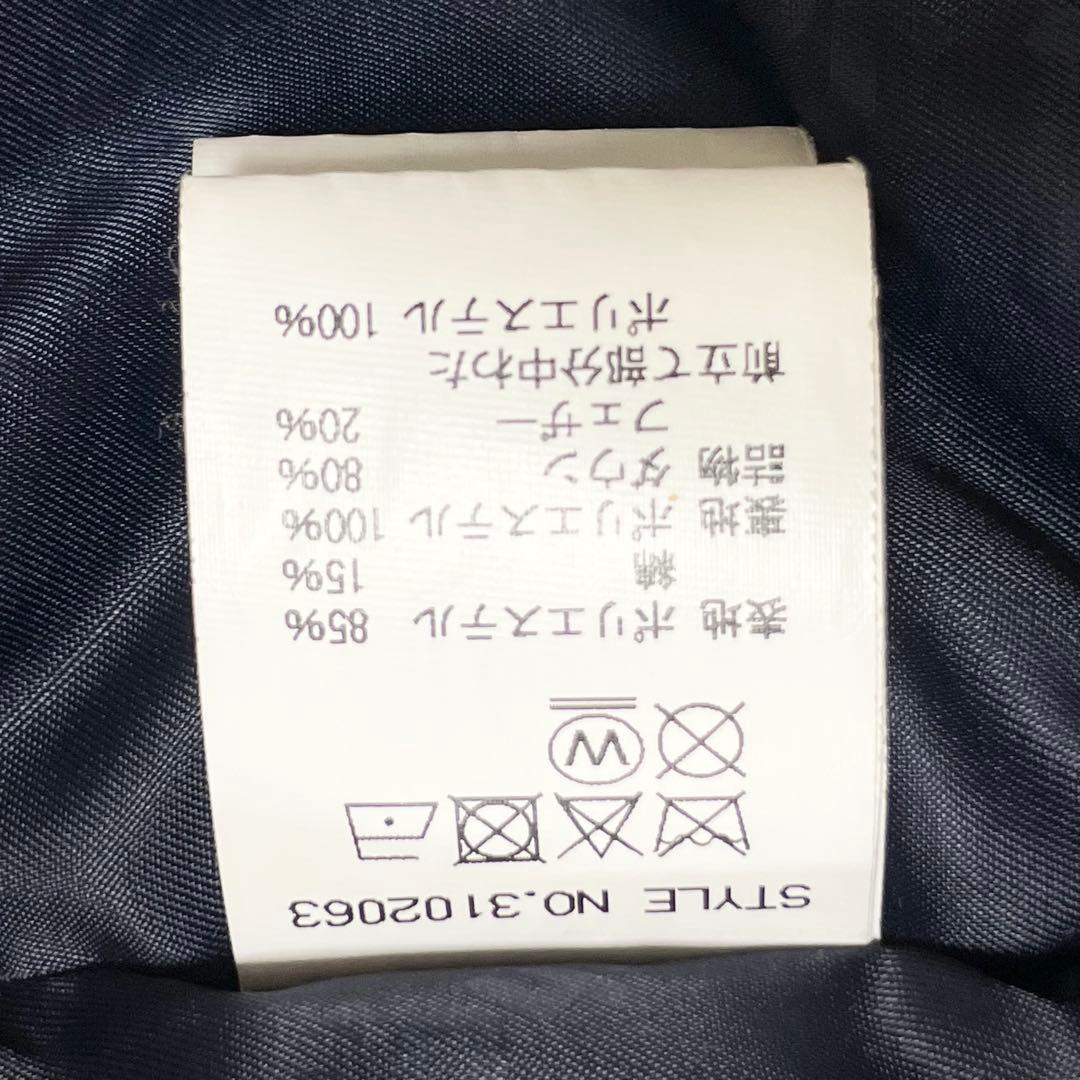 STYLE NO.3102063
W
表地 ポリエステル 85%
綿 15%
裏地 ポリエステル 100%
詰物 ダウン 80%
フェザー 20%
前立て部分中わた
ポリエステル 100%